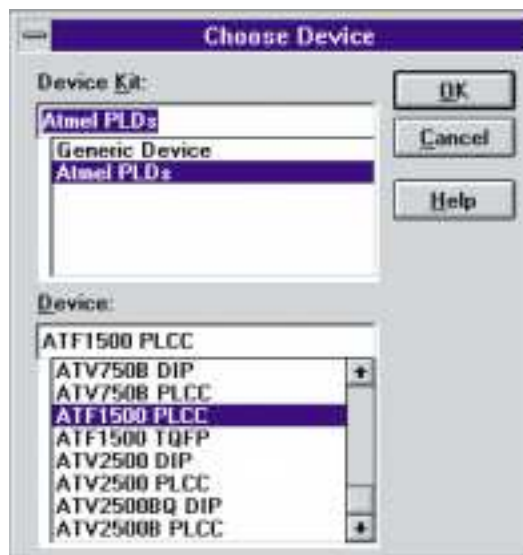 Choose Device
Device Kit:
OK
Atmel PLDs
Cancel
Generic Device
Atmel PLDs
Help
Device:
ATF1500 PLCC
ATV750B DIP
ATV750B PLCC
ATF1500 PLCC
ATF1500 TQFP
ATV2500 DIP
ATV2500 PLCC
ATV2500BQ DIP
ATV2500B PLCC